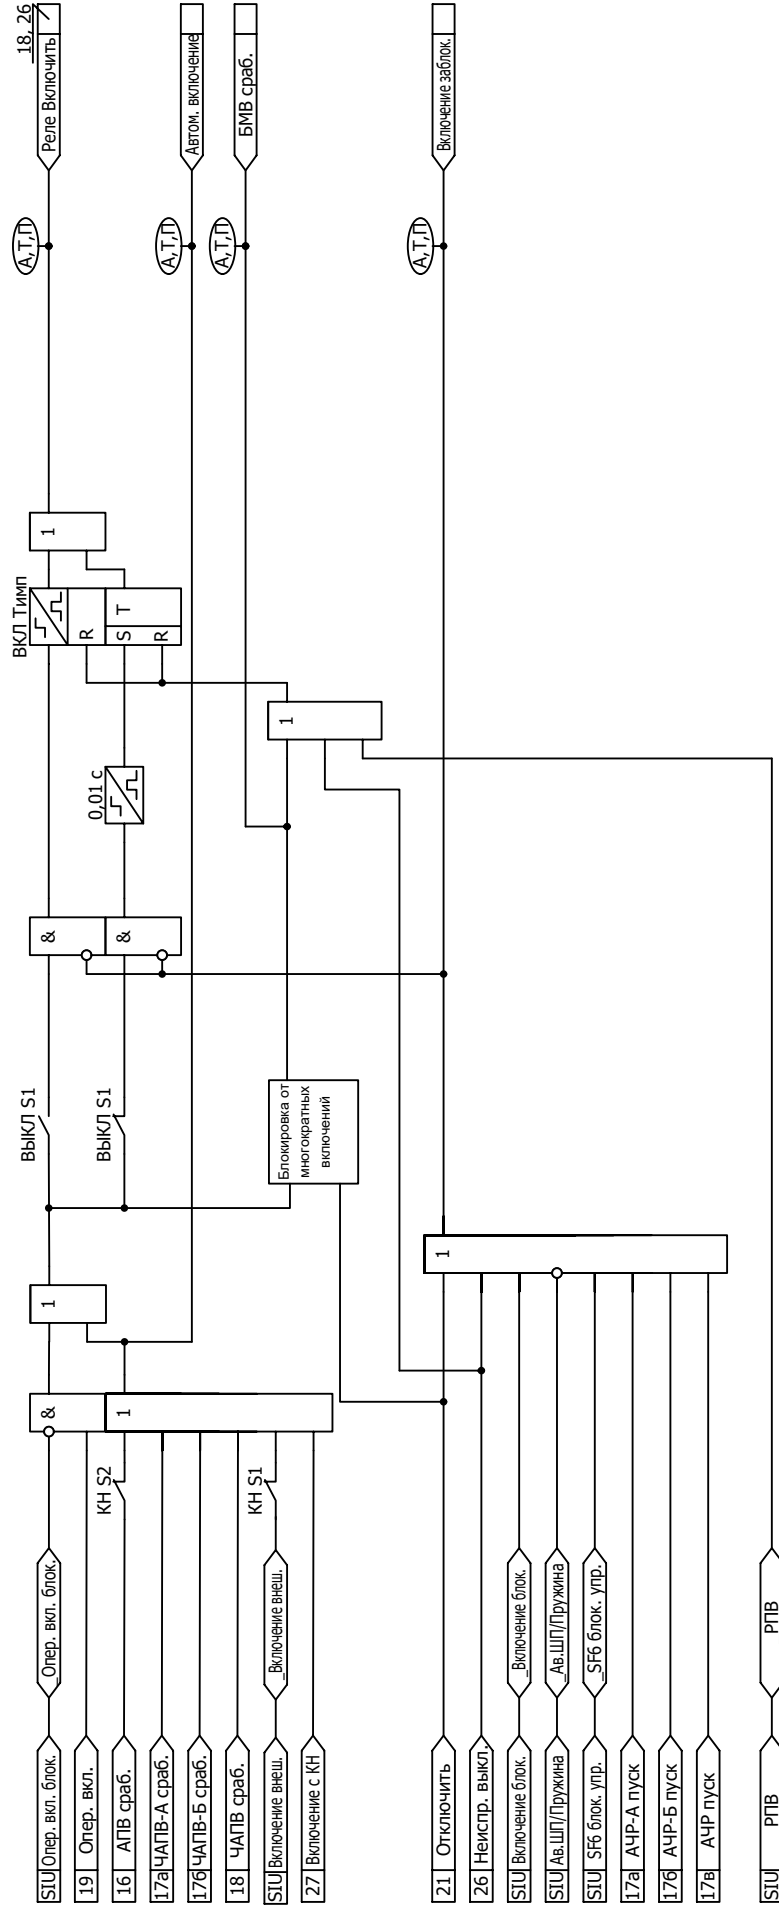 SIU Опер. вкл. блок.
_Опер. вкл. блок.
19 Опер. вкл.
16 АПВ сраб.
КН S2
17а ЧАПВ-А сраб.
17б ЧАПВ-Б сраб.
18 ЧАПВ сраб.
SIU Включение внеш.
_Включение внеш.
КН S1
27 Включение с КН
&
1
1
ВЫКЛ S1
ВЫКЛ S1
Блокировка от
многократных
включений
&
&
0,01 с
1
ВКЛ Тимп
R
S T
R
1
А,Т,П
Реле Включить
18, 26
А,Т,П
Автом. включение
А,Т,П
БМВ сраб.
21 Отключить
26 Неиспр. выкл.
SIU Включение блок.
_Включение блок.
SIU Ав.ШП/Пружина
_Ав.ШП/Пружина
SIU SF6 блок. упр.
_SF6 блок. упр.
17а АЧР-А пуск
17б АЧР-Б пуск
17в АЧР пуск
1
А,Т,П
Включение заблок.
SIU РПВ
РПВ